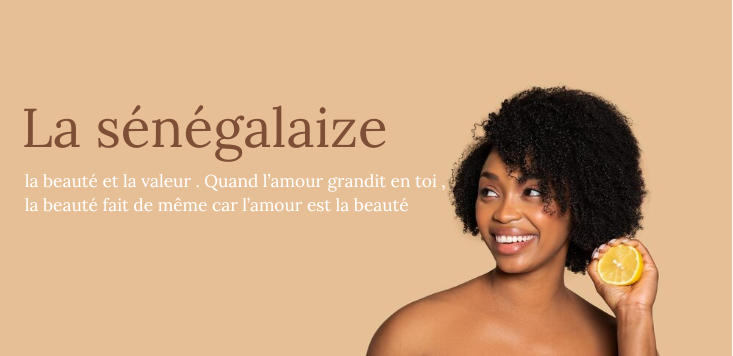 La sénégalaize
la beauté et la valeur . Quand l’amour grandit en toi ,
la beauté fait de même car l’amour est la beauté